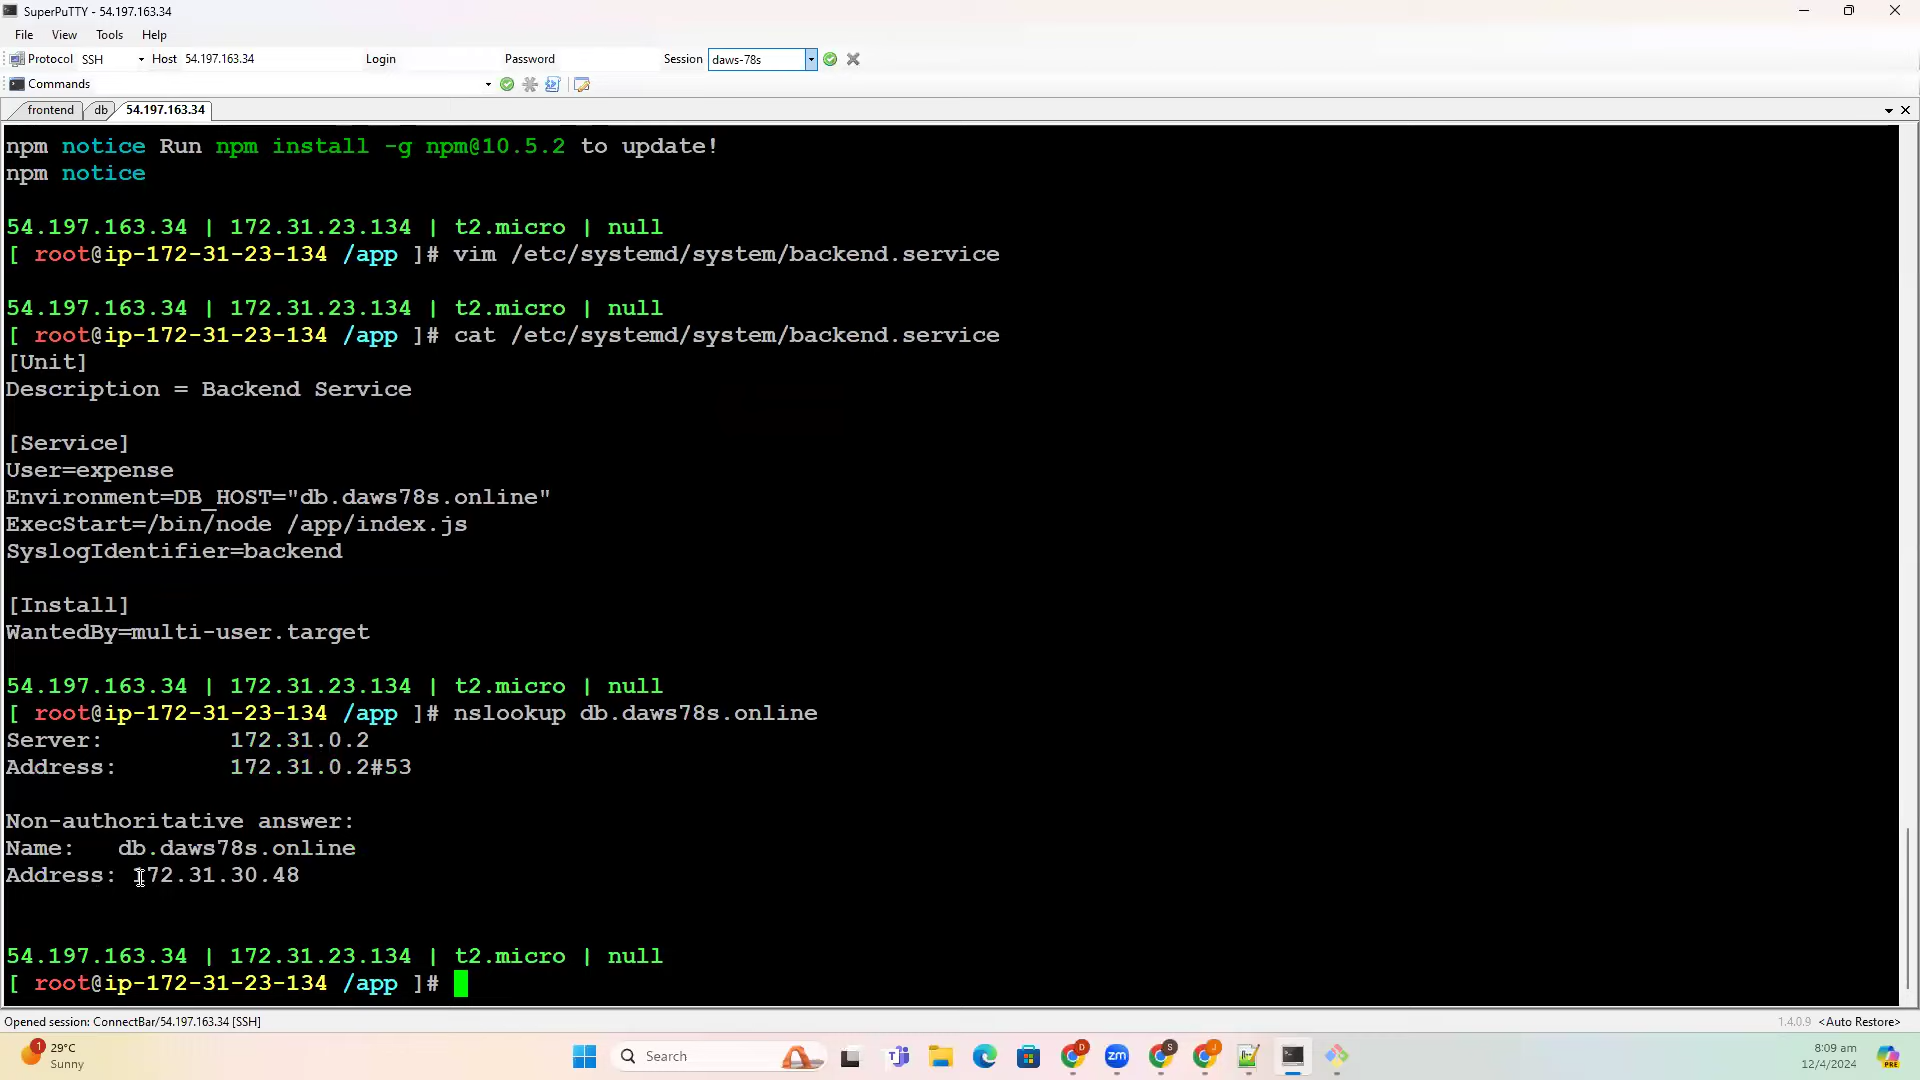 SuperPuTTY - 54.197.163.34
File View Tools Help
Protocol SSH Host 54.197.163.34 Login Password Session daws-78s
Commands
frontend db 54.197.163.34
npm notice Run npm install -g npm@10.5.2 to update!
npm notice
54.197.163.34 | 172.31.23.134 | t2.micro | null
[ root@ip-172-31-23-134 /app ]# vim /etc/systemd/system/backend.service
54.197.163.34 | 172.31.23.134 | t2.micro | null
[ root@ip-172-31-23-134 /app ]# cat /etc/systemd/system/backend.service
[Unit]
Description = Backend Service
[Service]
User=expense
Environment=DB_HOST="db.daws78s.online"
ExecStart=/bin/node /app/index.js
SyslogIdentifier=backend
[Install]
WantedBy=multi-user.target
54.197.163.34 | 172.31.23.134 | t2.micro | null
[ root@ip-172-31-23-134 /app ]# nslookup db.daws78s.online
Server: 172.31.0.2
Address: 172.31.0.2#53
Non-authoritative answer:
Name: db.daws78s.online
Address: 172.31.30.48
54.197.163.34 | 172.31.23.134 | t2.micro | null
[ root@ip-172-31-23-134 /app ]#
Opened session: ConnectBar/54.197.163.34 [SSH] 1.4.0.9 <Auto Restore>
1 29°C
Sunny
Search
8:09 am
12/4/2024
D
zm
S
J
PRE